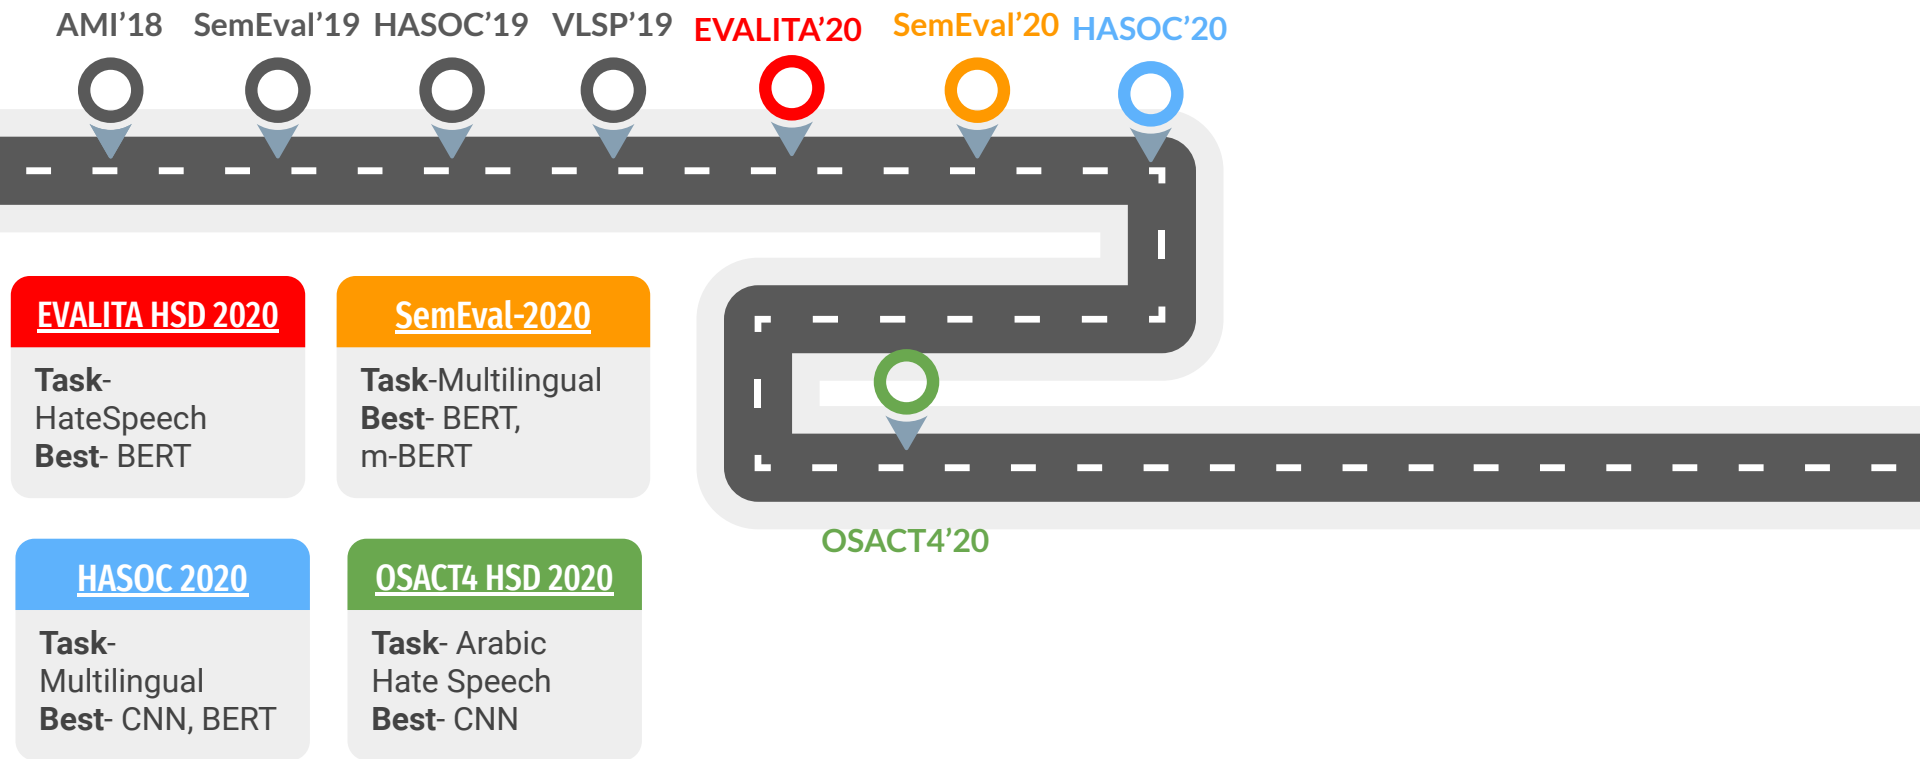 AMI’18 SemEval’19 HASOC’19 VLSP’19 EVALITA’20 SemEval’20 HASOC’20
EVALITA HSD 2020
Task-
HateSpeech
Best- BERT
SemEval-2020
Task-Multilingual
Best- BERT,
m-BERT
OSACT4’20
HASOC 2020
Task-
Multilingual
Best- CNN, BERT
OSACT4 HSD 2020
Task- Arabic
Hate Speech
Best- CNN